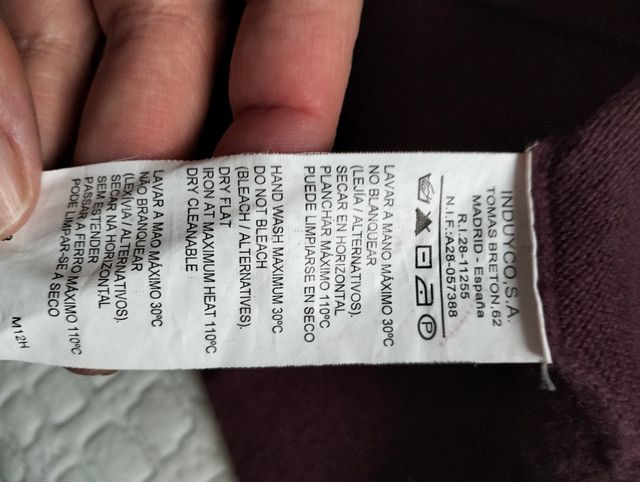 INDUYCO, S.A.
TOMAS BRETON, 62
MADRID - España
R.I. 28-11255
N.I.F.: A28-057388
P
LAVAR A MANO MÁXIMO 30ºC
NO BLANQUEAR
(LEJÍA / ALTERNATIVOS).
SECAR EN HORIZONTAL
PLANCHAR MÁXIMO 110ºC
PUEDE LIMPIARSE EN SECO
HAND WASH MAXIMUM 30ºC
DO NOT BLEACH
(BLEACH / ALTERNATIVES).
DRY FLAT
IRON AT MAXIMUM HEAT 110ºC
DRY CLEANABLE
LAVAR A MAO MÁXIMO 30ºC
NÃO BRANQUEAR
(LEXIVIA / ALTERNATIVOS).
SECAR NA HORIZONTAL
SEM ESTENDER
PASSAR A FERRO MÁXIMO 110ºC
PODE LIMPAR-SE À SECO
M12H